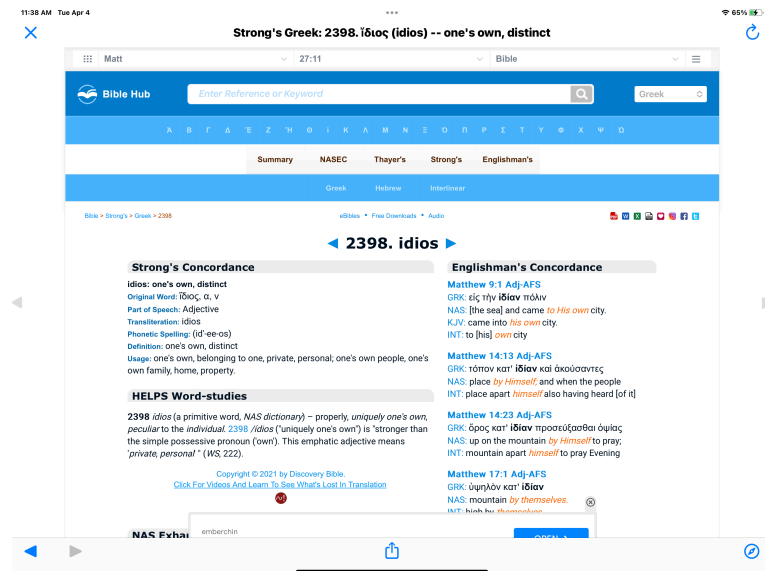 11:38 AM Tue Apr 4
65%
Strong's Greek: 2398. ἴδιος (idios) -- one's own, distinct
Matt 27:11 Bible
Bible Hub
Enter Reference or Keyword
Greek
Ἀ Β Γ Δ Ἐ Ζ Ἠ Θ ἰ Κ Λ Μ Ν Ξ Ὀ Π Ρ Σ Τ Υ Φ Χ Ψ Ὠ
Summary NASEC Thayer's Strong's Englishman's
Greek Hebrew Interlinear
Bible > Strong's > Greek > 2398
eBibles • Free Downloads • Audio
◄ 2398. idios ►
Strong's Concordance
idios: one's own, distinct
Original Word: ἴδιος, α, ν
Part of Speech: Adjective
Transliteration: idios
Phonetic Spelling: (id'-ee-os)
Definition: one's own, distinct
Usage: one's own, belonging to one, private, personal; one's own people, one's
own family, home, property.
HELPS Word-studies
2398 idios (a primitive word, NAS dictionary) – properly, uniquely one's own,
peculiar to the individual. 2398 /ídios ("uniquely one's own") is "stronger than
the simple possessive pronoun ('own'). This emphatic adjective means
'private, personal'" (WS, 222).
Copyright © 2021 by Discovery Bible.
Click For Videos And Learn To See What's Lost In Translation
Englishman's Concordance
Matthew 9:1 Adj-AFS
GRK: εἰς τὴν ἰδίαν πόλιν
NAS: [the sea] and came to His own city.
KJV: came into his own city.
INT: to [his] own city
Matthew 14:13 Adj-AFS
GRK: τόπον κατ' ἰδίαν καὶ ἀκούσαντες
NAS: place by Himself, and when the people
INT: place apart himself also having heard [of it]
Matthew 14:23 Adj-AFS
GRK: ὄρος κατ' ἰδίαν προσεύξασθαι ὀψίας
NAS: up on the mountain by Himself to pray;
INT: mountain apart himself to pray Evening
Matthew 17:1 Adj-AFS
GRK: ὑψηλὸν κατ' ἰδίαν
NAS: mountain by themselves.
INT: high by themselves
NAS Exhau
emberchin
OPEN